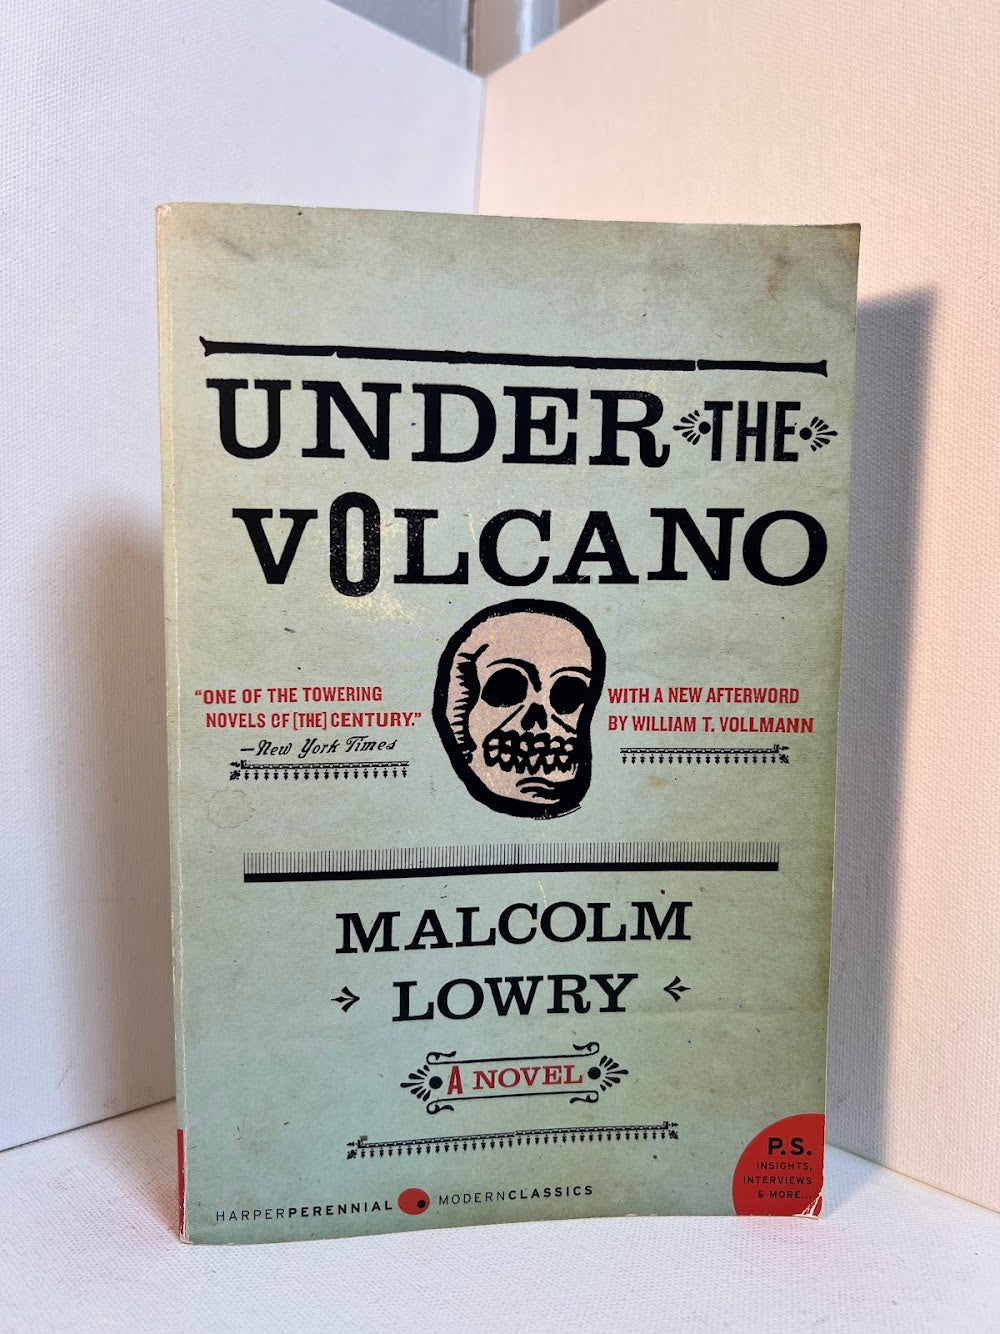 UNDER THE
VOLCANO
"ONE OF THE TOWERING
NOVELS OF [THE] CENTURY."
—New York Times
WITH A NEW AFTERWORD
BY WILLIAM T. VOLLMANN
MALCOLM
LOWRY
A NOVEL
P.S.
INSIGHTS,
INTERVIEWS
& MORE...
HARPERPERENNIAL MODERNCLASSICS